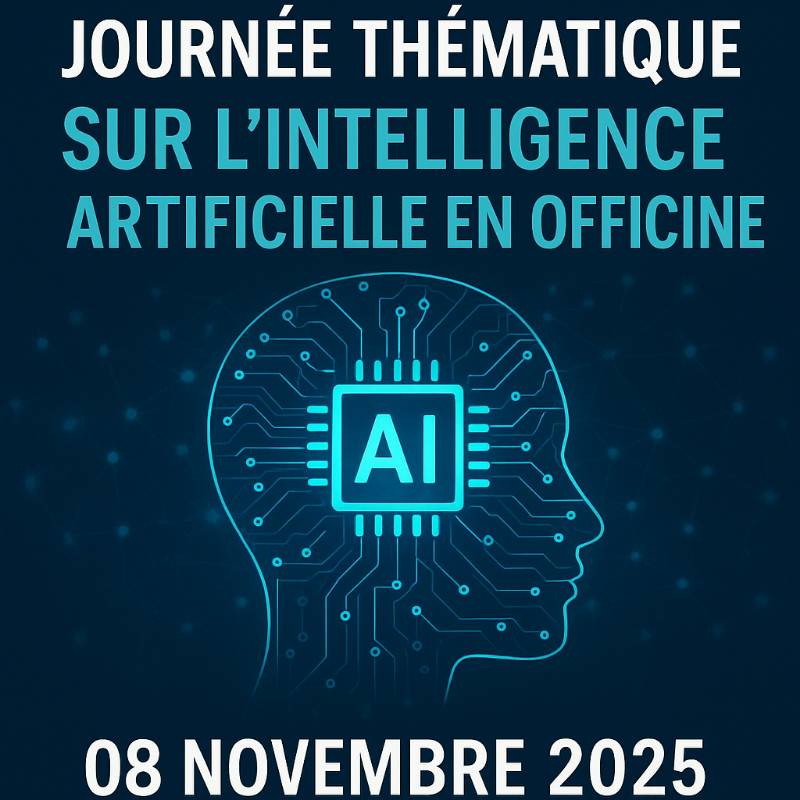 JOURNÉE THÉMATIQUE
SUR L’INTELLIGENCE
ARTIFICIELLE EN OFFICINE
AI
08 NOVEMBRE 2025